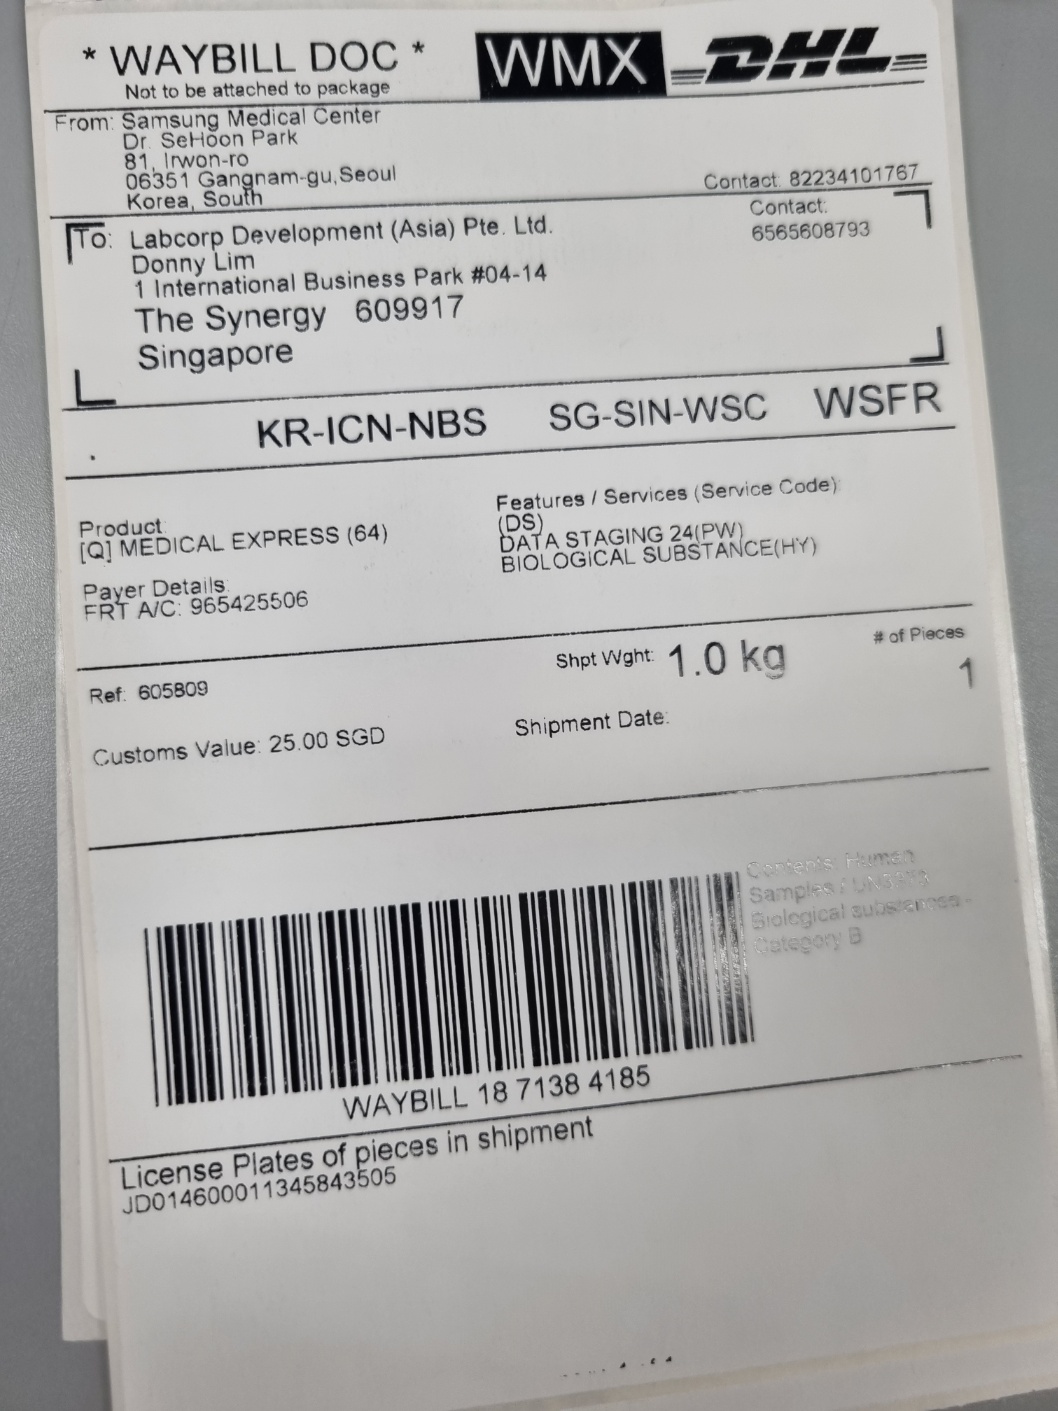 * WAYBILL DOC *
Not to be attached to package
WMX
DHL
From: Samsung Medical Center
Dr. SeHoon Park
81, Irwon-ro
06351 Gangnam-gu,Seoul
Korea, South
Contact: 82234101767
To: Labcorp Development (Asia) Pte. Ltd.
Donny Lim
1 International Business Park #04-14
The Synergy 609917
Singapore
Contact:
6565608793
KR-ICN-NBS SG-SIN-WSC WSFR
Product:
[Q] MEDICAL EXPRESS (64)
Features / Services (Service Code):
(DS)
DATA STAGING 24(PW)
BIOLOGICAL SUBSTANCE(HY)
Payer Details:
FRT A/C: 965425506
Ref: 605809
Shpt Wght: 1.0 kg
# of Pieces
1
Customs Value: 25.00 SGD
Shipment Date:
Contents: Human
Samples / UN3373
Biological substances -
Category B
WAYBILL 18 7138 4185
License Plates of pieces in shipment
JD014600011345843505